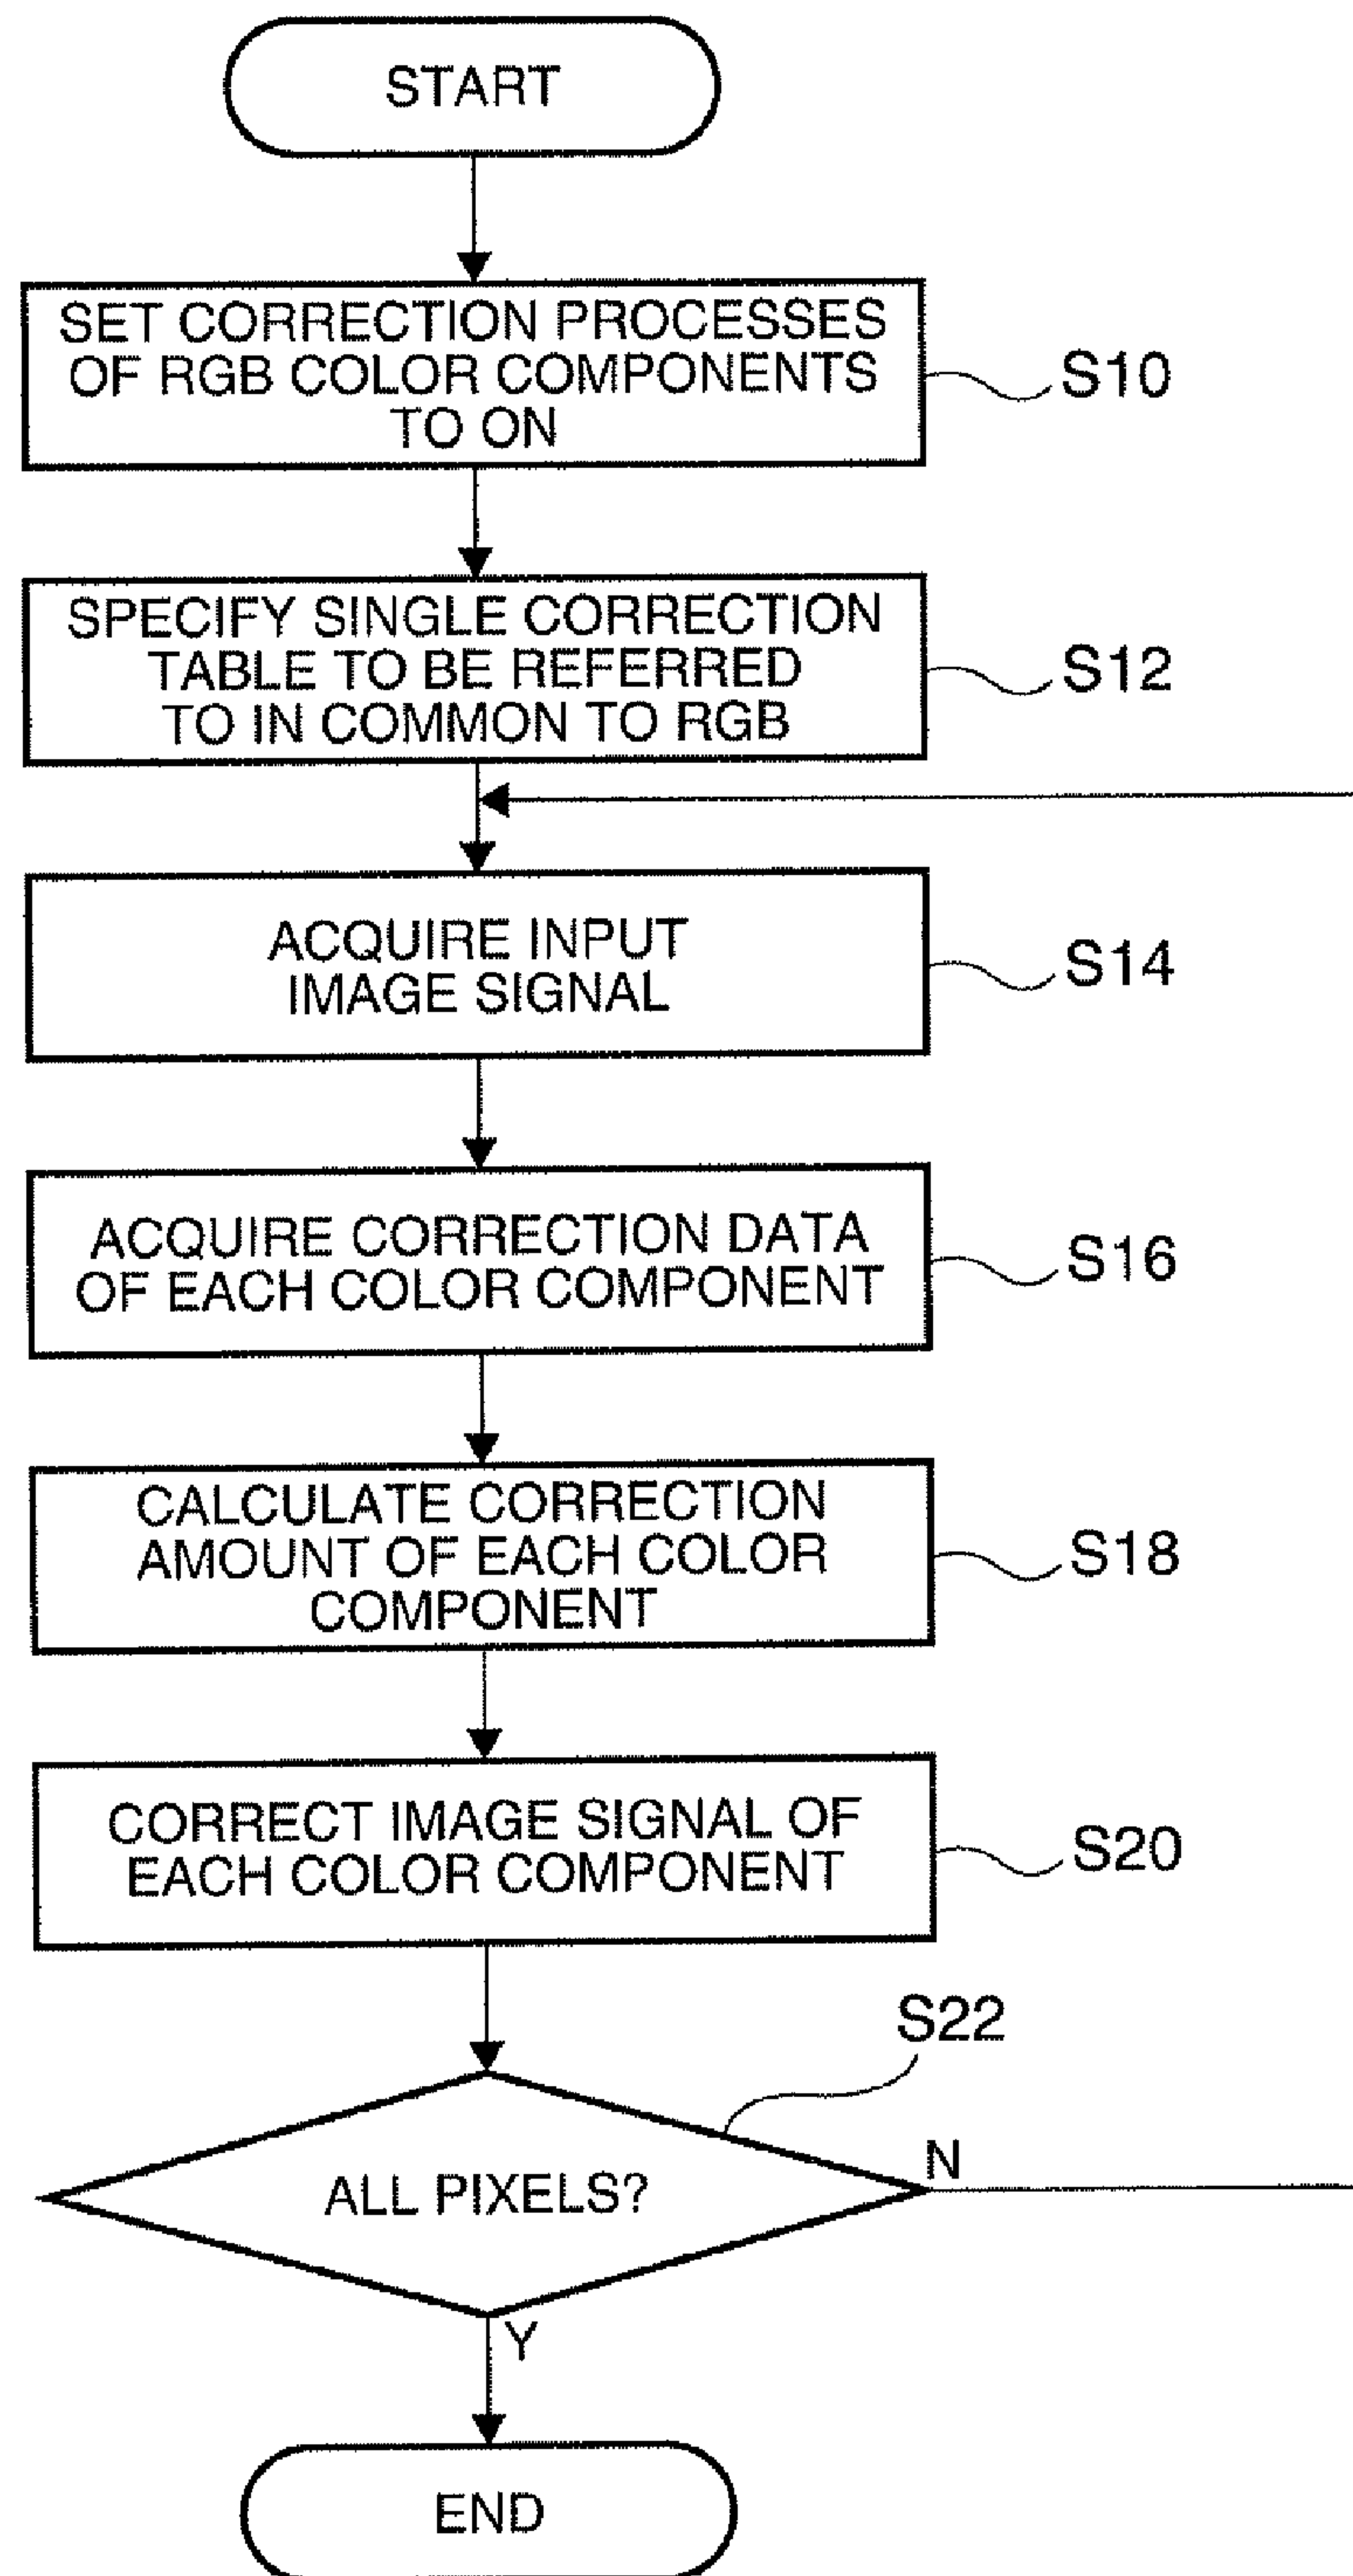 START
SET CORRECTION PROCESSES
OF RGB COLOR COMPONENTS
TO ON
S10
SPECIFY SINGLE CORRECTION
TABLE TO BE REFERRED
TO IN COMMON TO RGB
S12
ACQUIRE INPUT
IMAGE SIGNAL
S14
ACQUIRE CORRECTION DATA
OF EACH COLOR COMPONENT
S16
CALCULATE CORRECTION
AMOUNT OF EACH COLOR
COMPONENT
S18
CORRECT IMAGE SIGNAL OF
EACH COLOR COMPONENT
S20
S22
ALL PIXELS?
N
Y
END